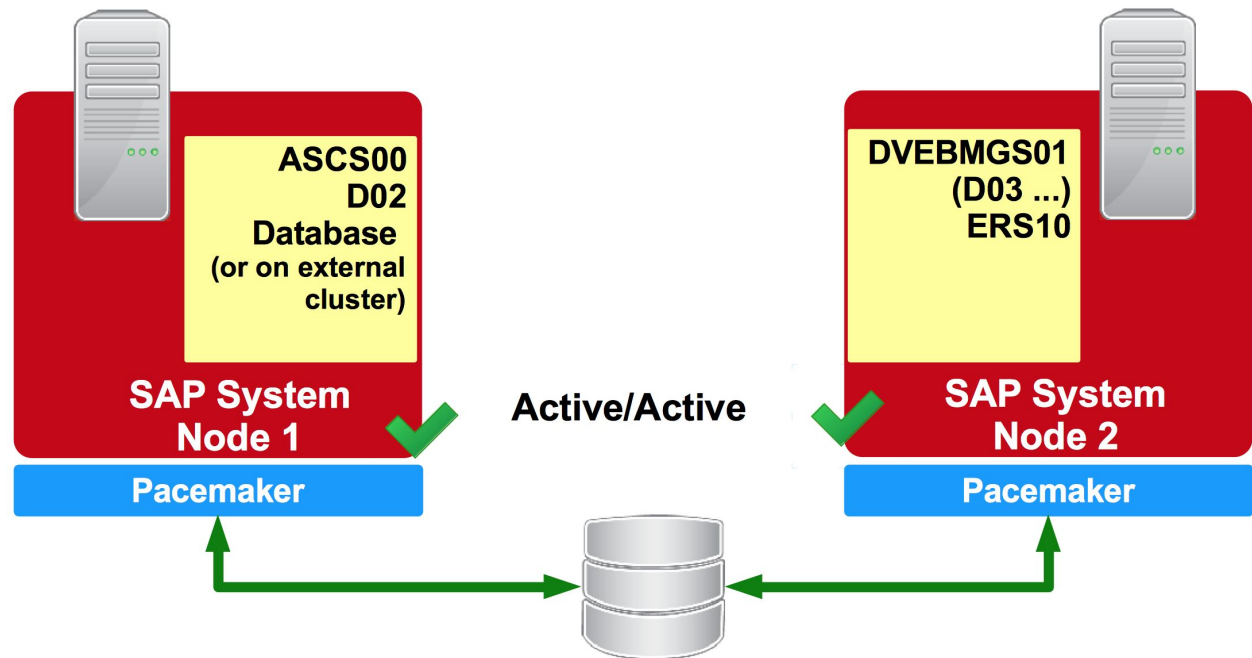 ASCS00
D02
Database
(or on external
cluster)
SAP System
Node 1
Pacemaker
Active/Active
DVEBMGS01
(D03 ...)
ERS10
SAP System
Node 2
Pacemaker